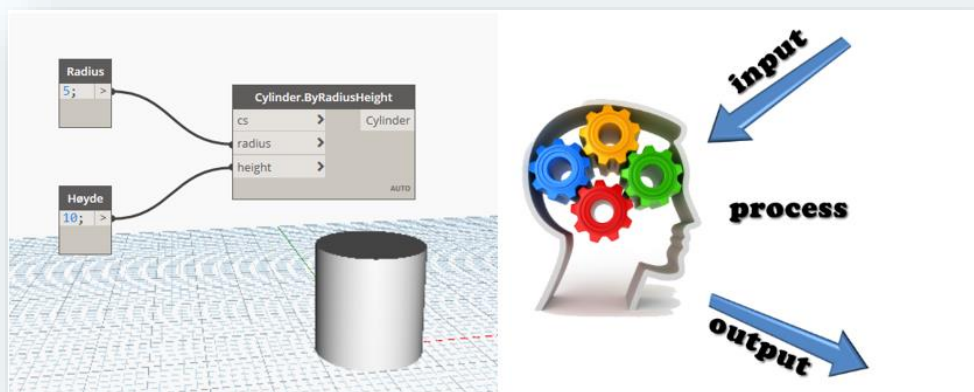 Radius
5; >
Cylinder.ByRadiusHeight
cs > Cylinder
radius >
height >
AUTO
Høyde
10; >
input
process
output